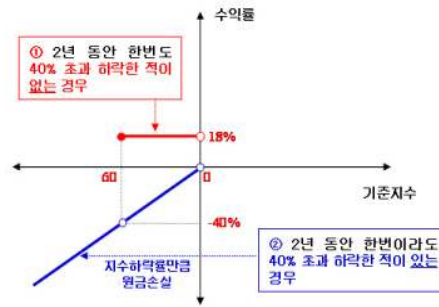 수익률
① 2년 동안 한번도
40% 초과 하락한 적이
없는 경우
18%
60
0
기준지수
-40%
② 2년 동안 한번이라도
40% 초과 하락한 적이 있는
경우
지수하락률만큼
원금손실